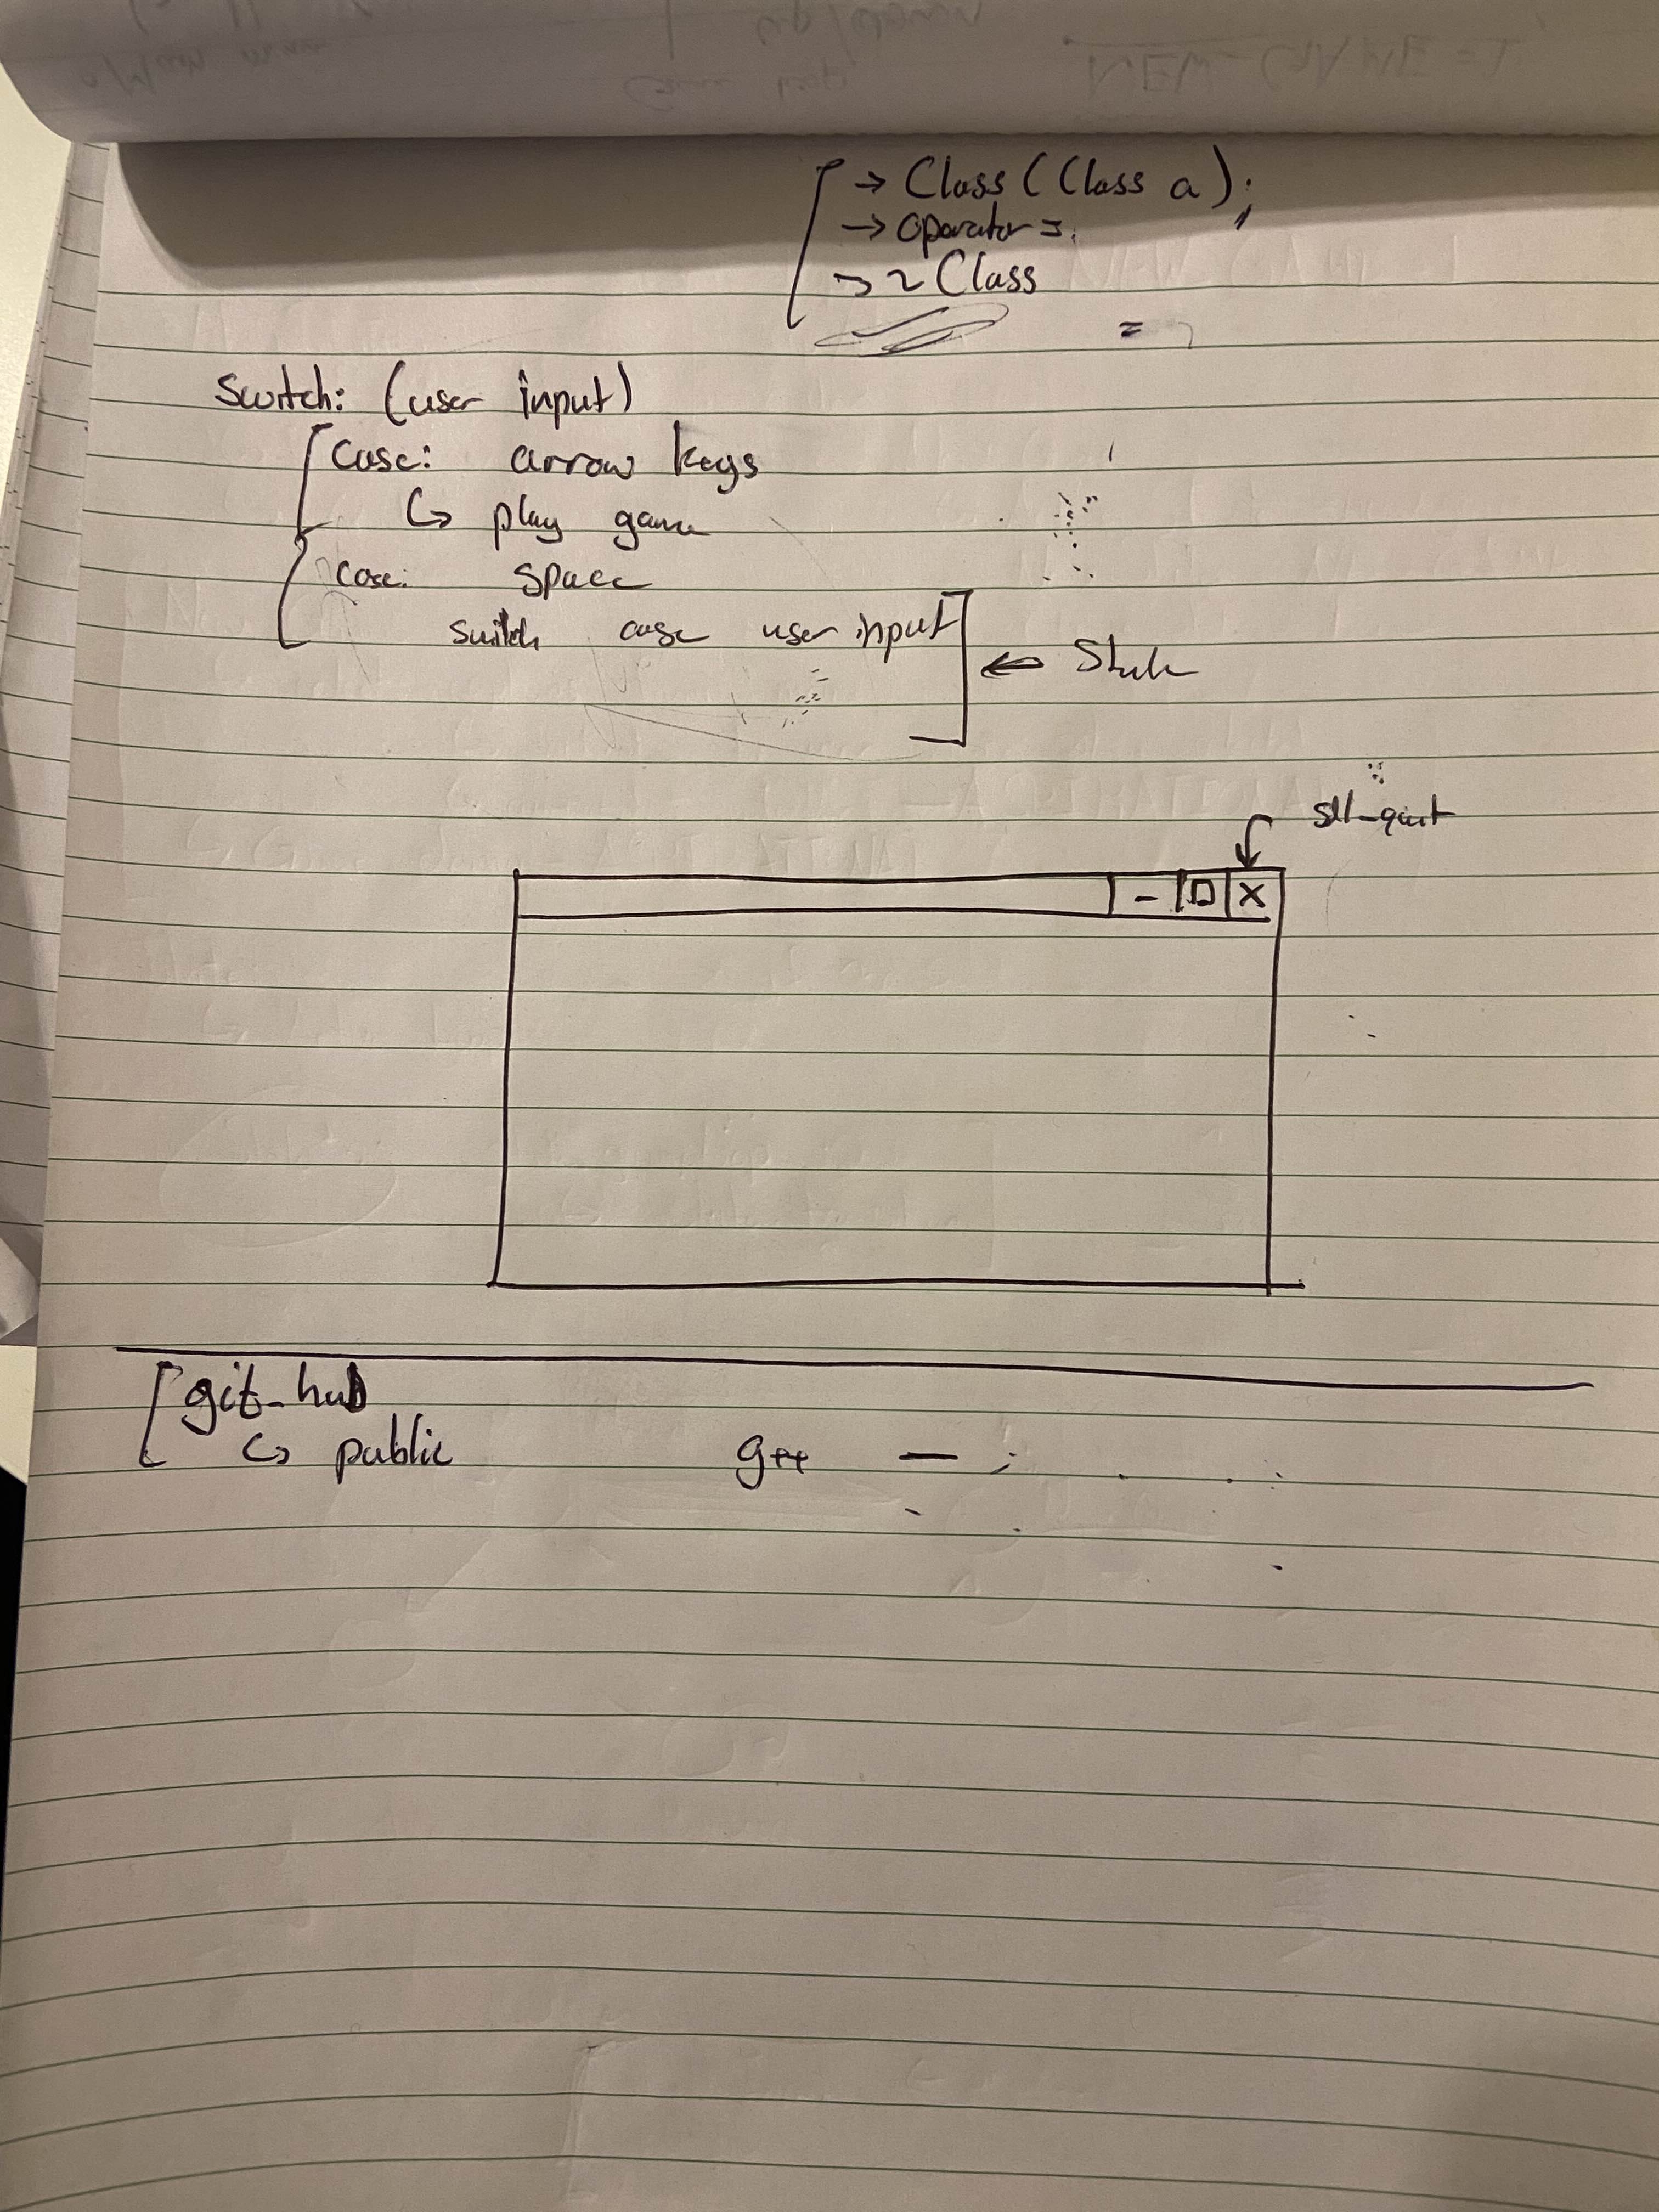 → Class (Class a);
→ operator =
→ ~ Class
=
Switch: (user input)
case: arrow keys
↳ play game
case: space
switch case user input
← State
sdl_quit
- □ X
git-hub
↳ public
g++ — ;